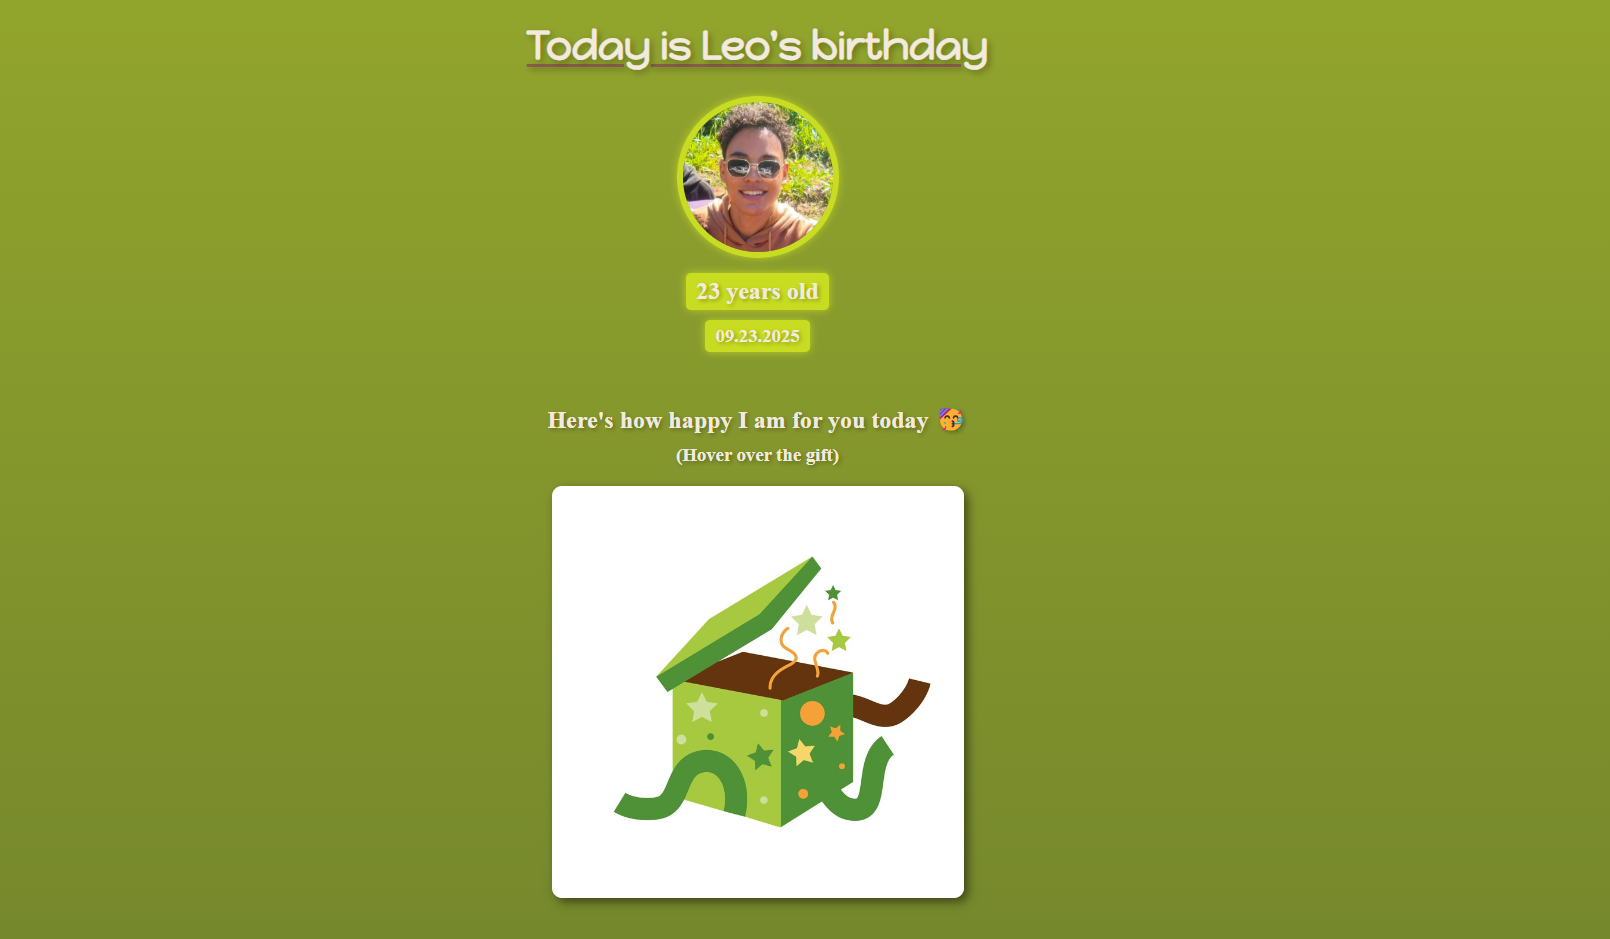 Today is Leo's birthday
23 years old
09.23.2025
Here's how happy I am for you today 🥳
(Hover over the gift)